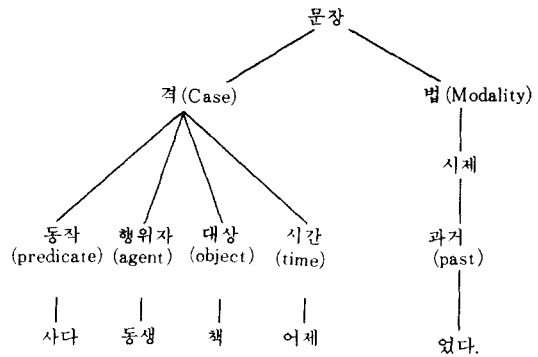 문장
격(Case) 법(Modality)
시제
동작 행위자 대상 시간 과거
(predicate) (agent) (object) (time) (past)
사다 동생 책 어제 었다.